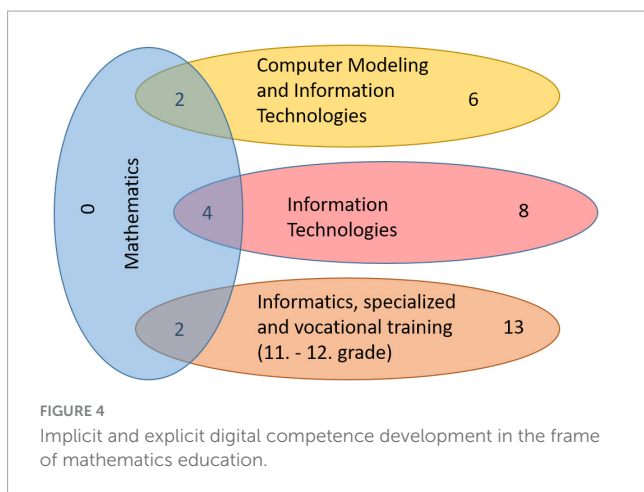 Computer Modeling
and Information
Technologies
2
6
Mathematics
0
Information
Technologies
4
8
Informatics, specialized
and vocational training
(11. - 12. grade)
2
13
FIGURE 4
Implicit and explicit digital competence development in the frame
of mathematics education.